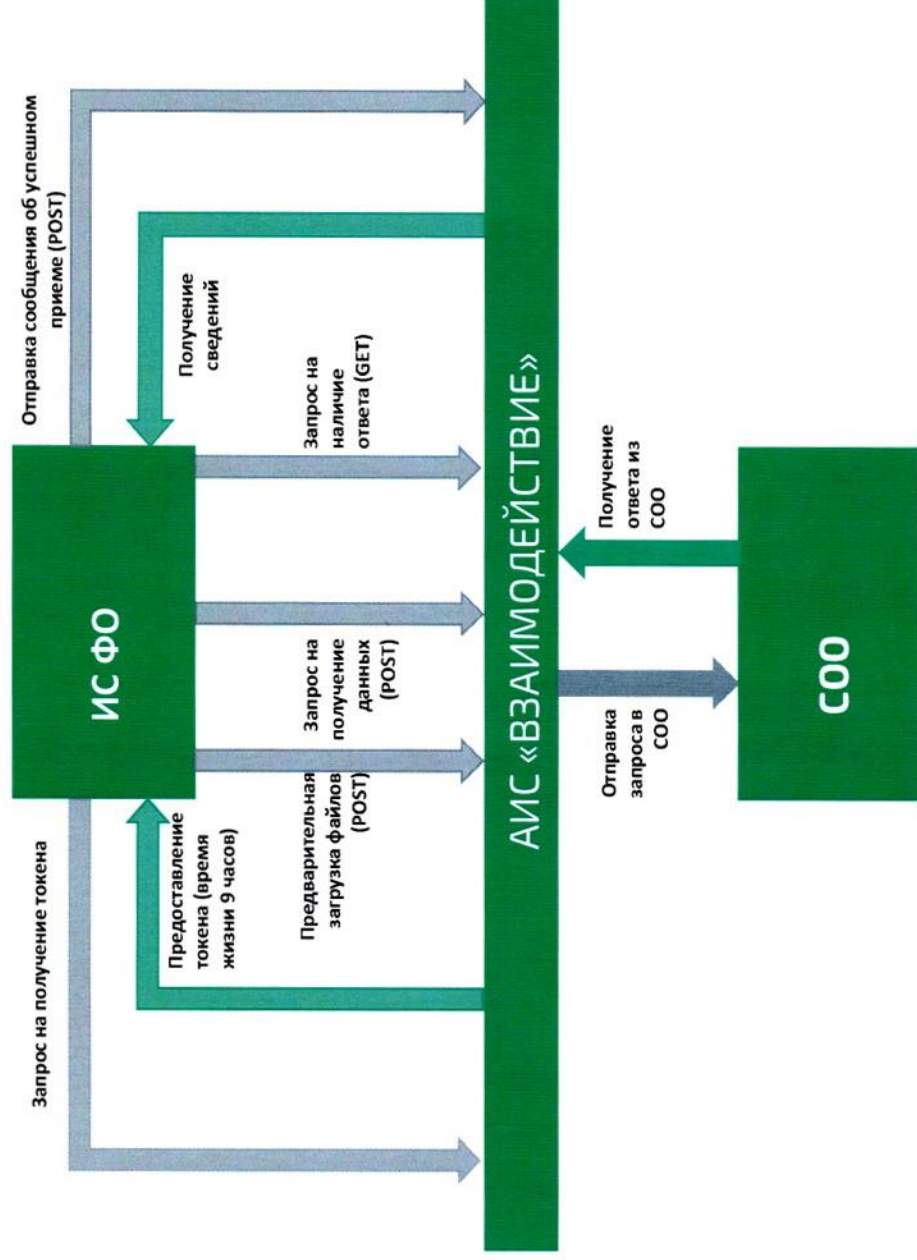 Запрос на получение токена
Отправка сообщения об успешном
приеме (POST)
ИС ФО
Предоставление
токена (время
жизни 9 часов)
Получение
сведений
Предварительная
загрузка файлов
(POST)
Запрос на
получение
данных
(POST)
Запрос на
наличие
ответа (GET)
АИС «ВЗАИМОДЕЙСТВИЕ»
Отправка
запроса в
СОО
Получение
ответа из
СОО
СОО